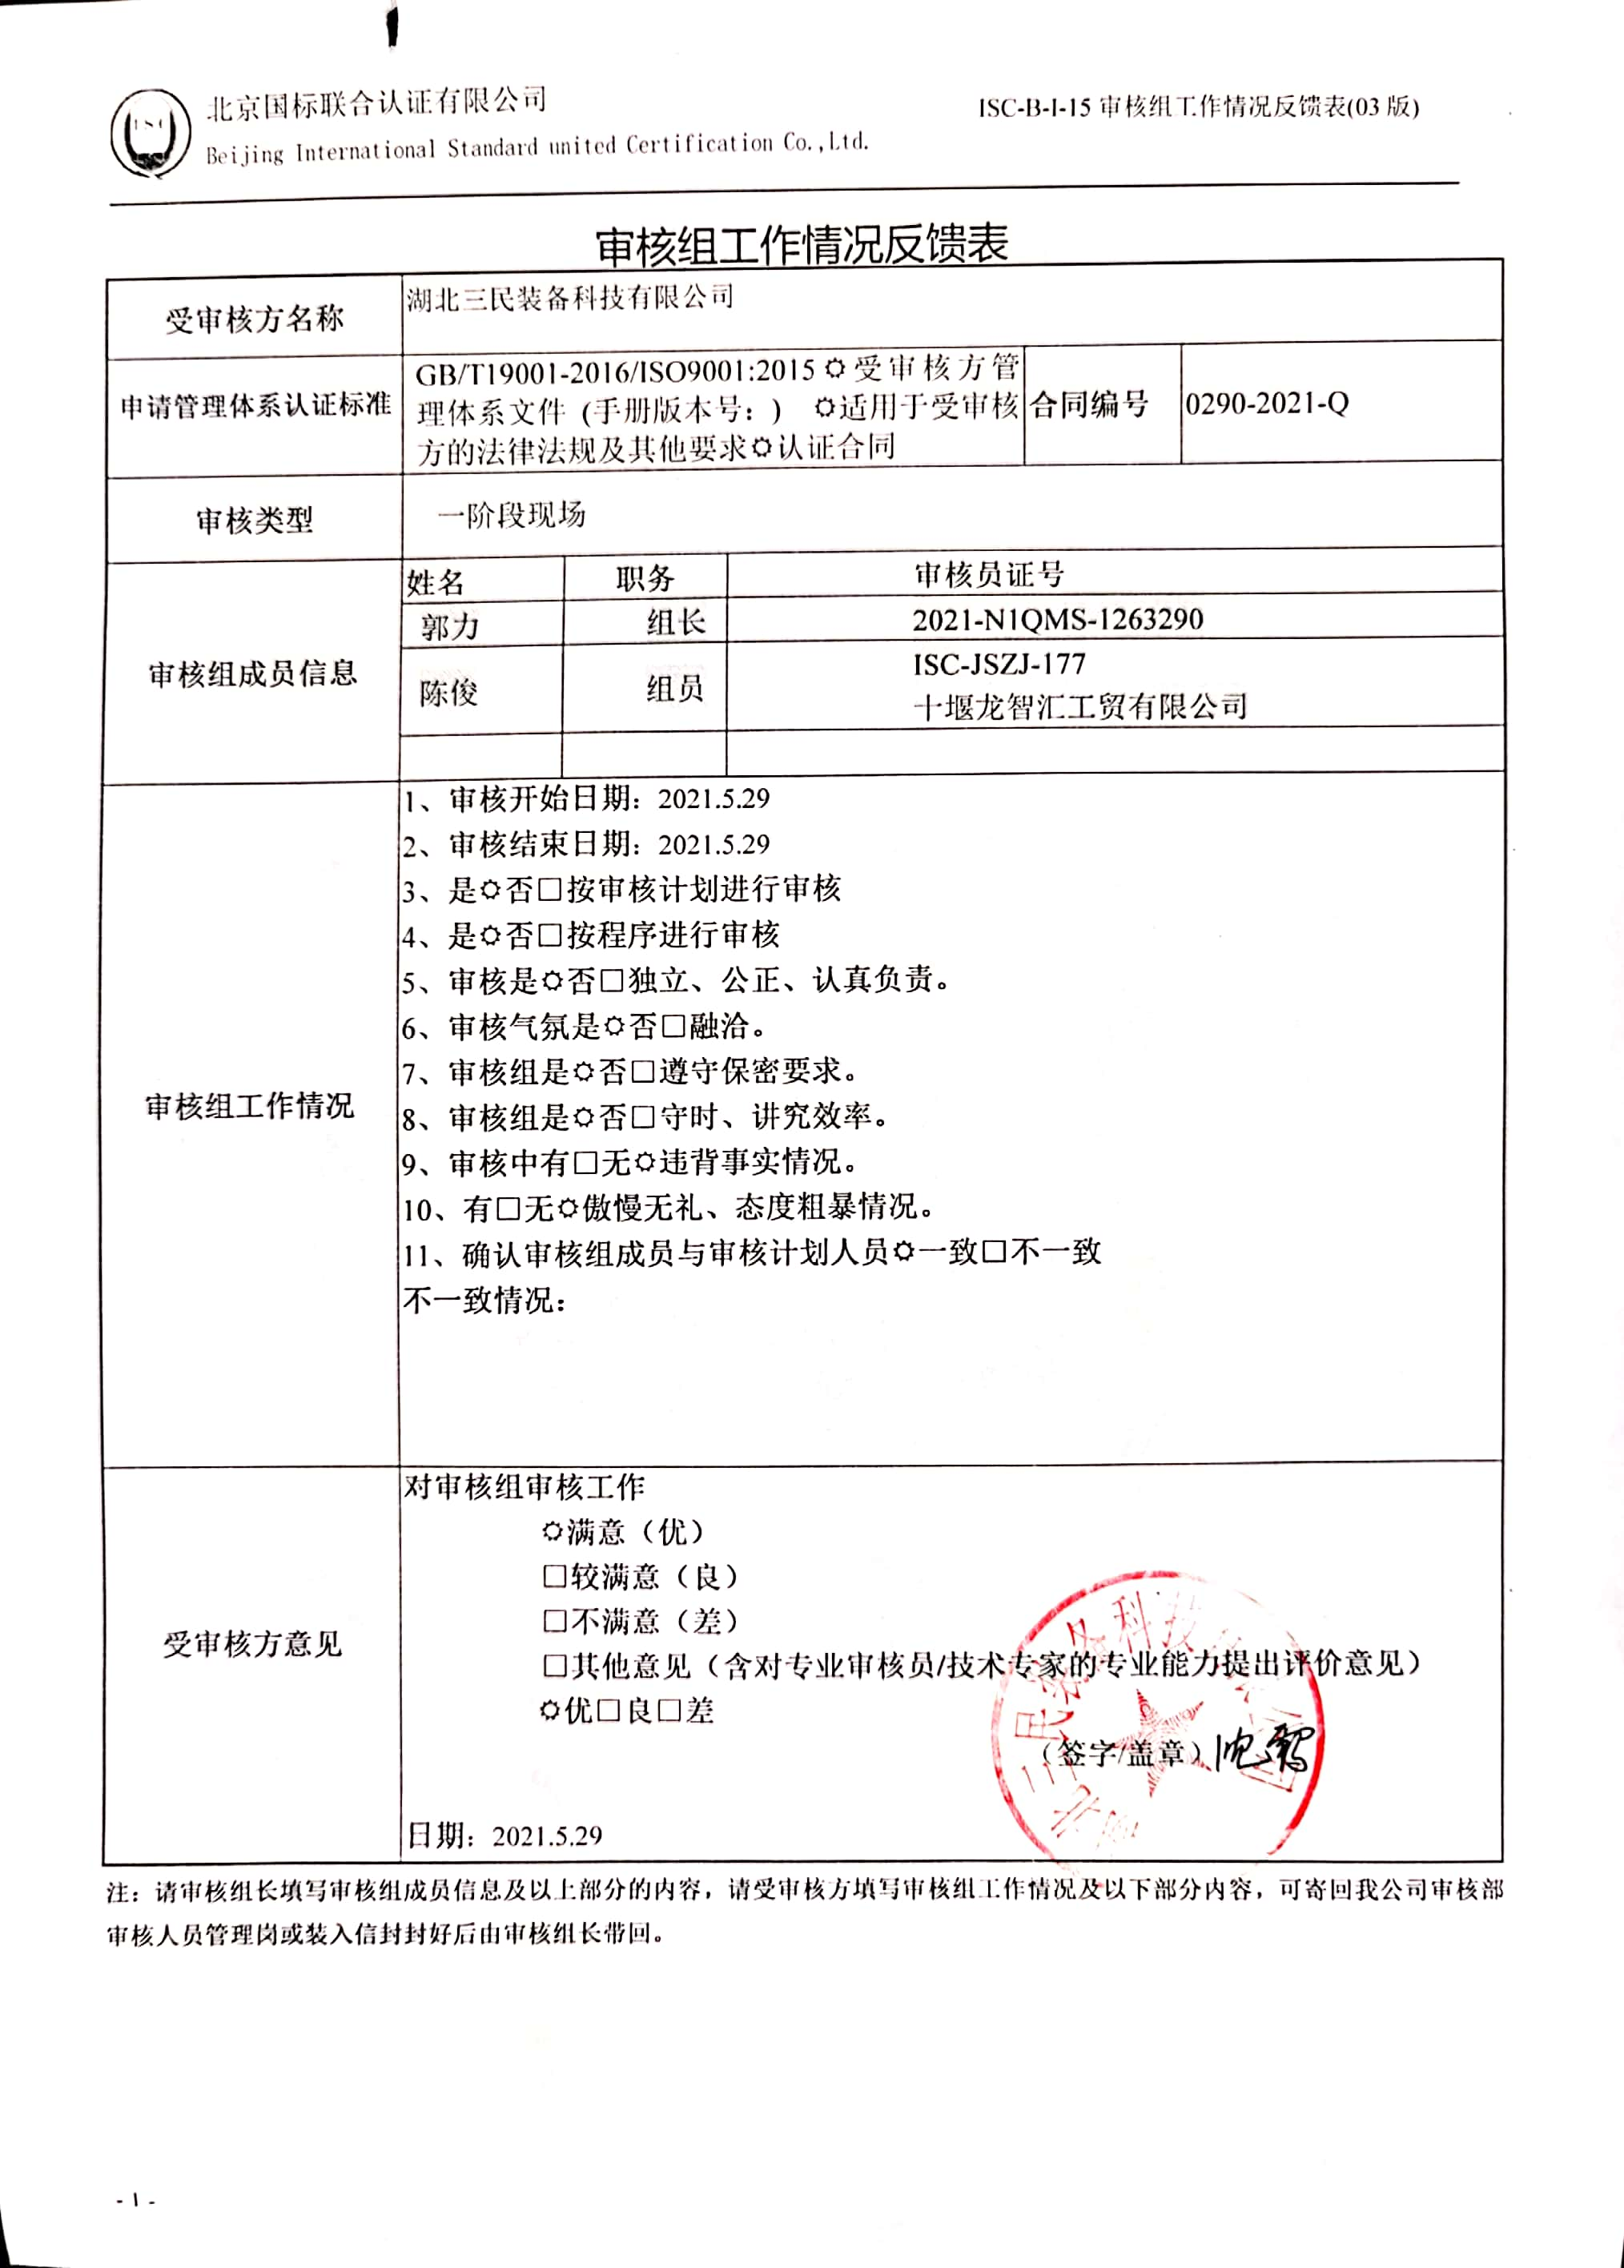 ISC
北京国标联合认证有限公司
Beijing International Standard united Certification Co.,Ltd.
ISC-B-I-15 审核组工作情况反馈表(03 版)
审核组工作情况反馈表
受审核方名称
湖北三民装备科技有限公司
申请管理体系认证标准
GB/T19001-2016/ISO9001:2015 ✡受审核方管
理体系文件 (手册版本号: ) ✡适用于受审核
方的法律法规及其他要求✡认证合同
合同编号
0290-2021-Q
审核类型
一阶段现场
审核组成员信息
姓名 职务 审核员证号
郭力 组长 2021-N1QMS-1263290
陈俊 组员 ISC-JSZJ-177
十堰龙智汇工贸有限公司
审核组工作情况
1、审核开始日期：2021.5.29
2、审核结束日期：2021.5.29
3、是✡否□按审核计划进行审核
4、是✡否□按程序进行审核
5、审核是✡否□独立、公正、认真负责。
6、审核气氛是✡否□融洽。
7、审核组是✡否□遵守保密要求。
8、审核组是✡否□守时、讲究效率。
9、审核中有□无✡违背事实情况。
10、有□无✡傲慢无礼、态度粗暴情况。
11、确认审核组成员与审核计划人员✡一致□不一致
不一致情况：
受审核方意见
对审核组审核工作
✡满意（优）
□较满意（良）
□不满意（差）
□其他意见（含对专业审核员/技术专家的专业能力提出评价意见）
✡优□良□差
（签字/盖章）
日期：2021.5.29
注：请审核组长填写审核组成员信息及以上部分的内容，请受审核方填写审核组工作情况及以下部分内容，可寄回我公司审核部
审核人员管理岗或装入信封封好后由审核组长带回。
- 1 -